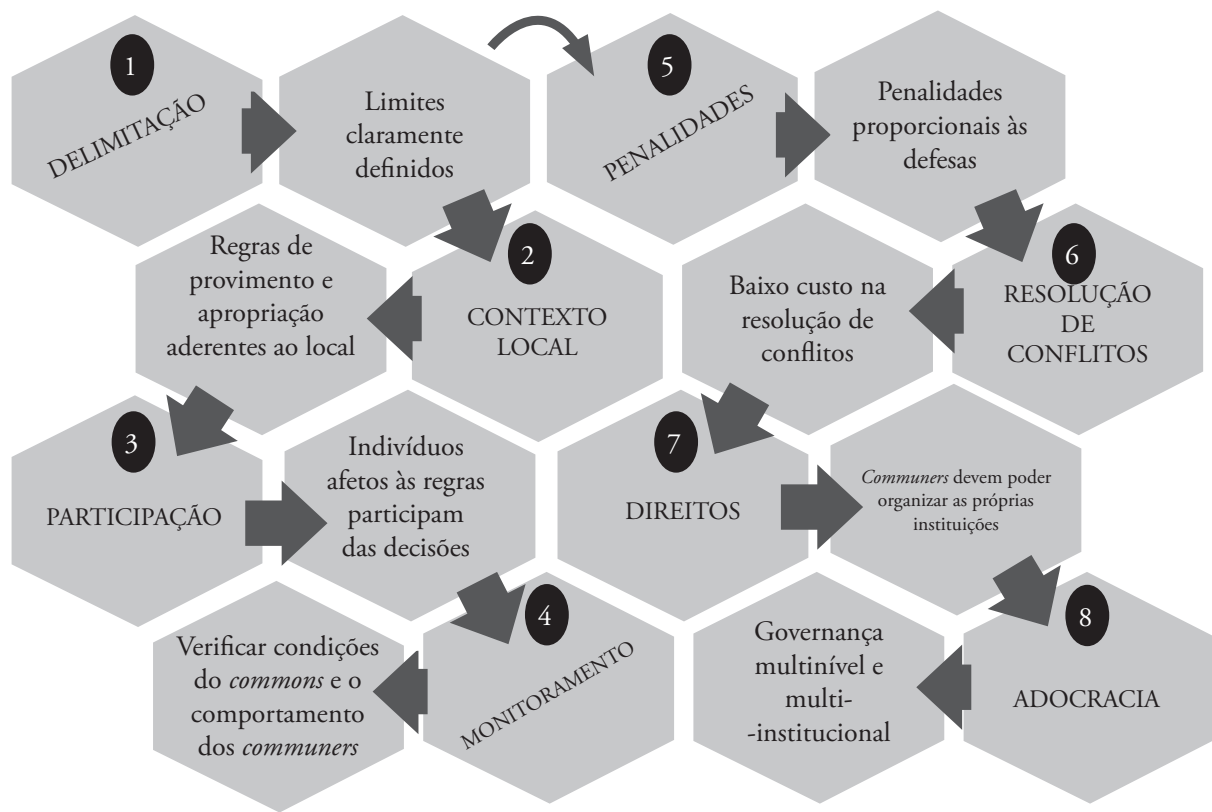 1
DELIMITAÇÃO
Limites
claramente
definidos
2
CONTEXTO
LOCAL
Regras de
provimento e
apropriação
aderentes ao local
3
PARTICIPAÇÃO
Indivíduos
afetos às regras
participam
das decisões
4
MONITORAMENTO
Verificar condições
do commons e o
comportamento
dos communers
5
PENALIDADES
Penalidades
proporcionais às
defesas
6
RESOLUÇÃO
DE
CONFLITOS
Baixo custo na
resolução de
conflitos
7
DIREITOS
Communers devem poder
organizar as próprias
instituições
8
ADOCRACIA
Governança
multinível e
multi-
-institucional